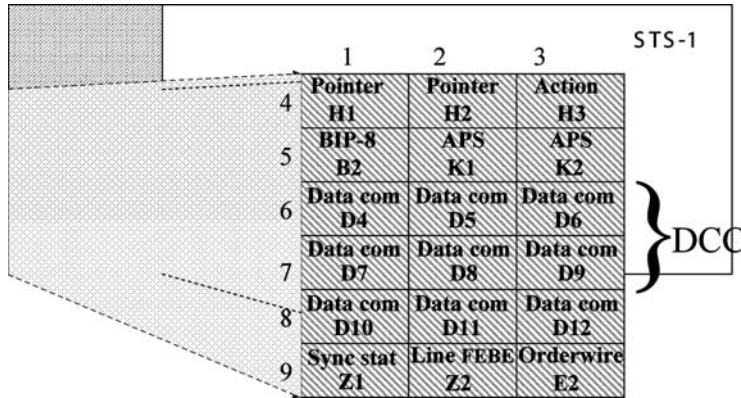 STS-1
1 2 3
4 Pointer Pointer Action
H1 H2 H3
5 BIP-8 APS APS
B2 K1 K2
6 Data com Data com Data com
D4 D5 D6
DCC
7 Data com Data com Data com
D7 D8 D9
8 Data com Data com Data com
D10 D11 D12
9 Sync stat Line FEBE Orderwire
Z1 Z2 E2